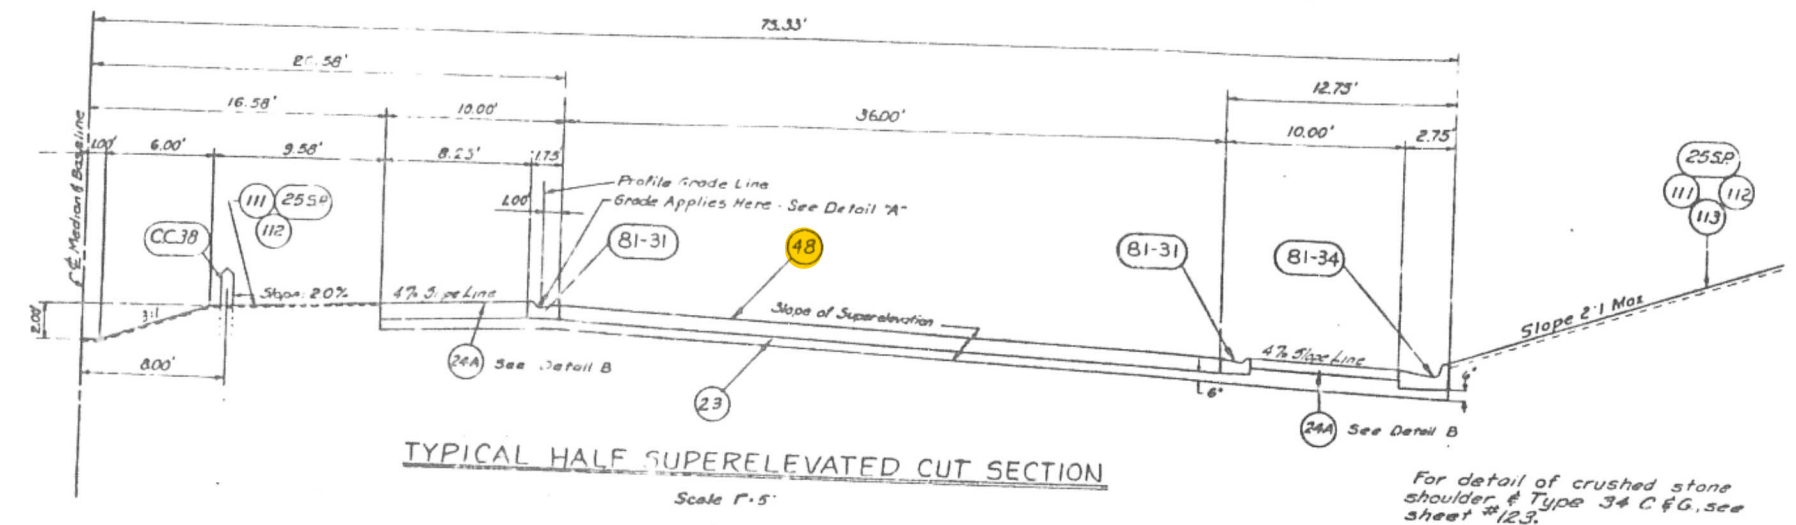 75.33'
26.58'
12.75'
16.58'
10.00'
36.00'
10.00'
2.75'
1.00'
6.00'
9.58'
8.25'
1.75'
Median & Baseline
Profile Grade Line
Grade Applies Here - See Detail "A"
1.00'
111
25S.P.
112
CC38
81-31
48
81-31
81-34
25S.P.
111
112
113
Slope 2.0%
4% Slope Line
Slope of Superelevation
4% Slope Line
Slope 2:1 Max
3:1
2.00'
8.00'
24A
See Detail B
23
6"
24A
See Detail B
TYPICAL HALF SUPERELEVATED CUT SECTION
Scale 1"=5'
For detail of crushed stone
shoulder & Type 34 C & G, see
sheet #123.